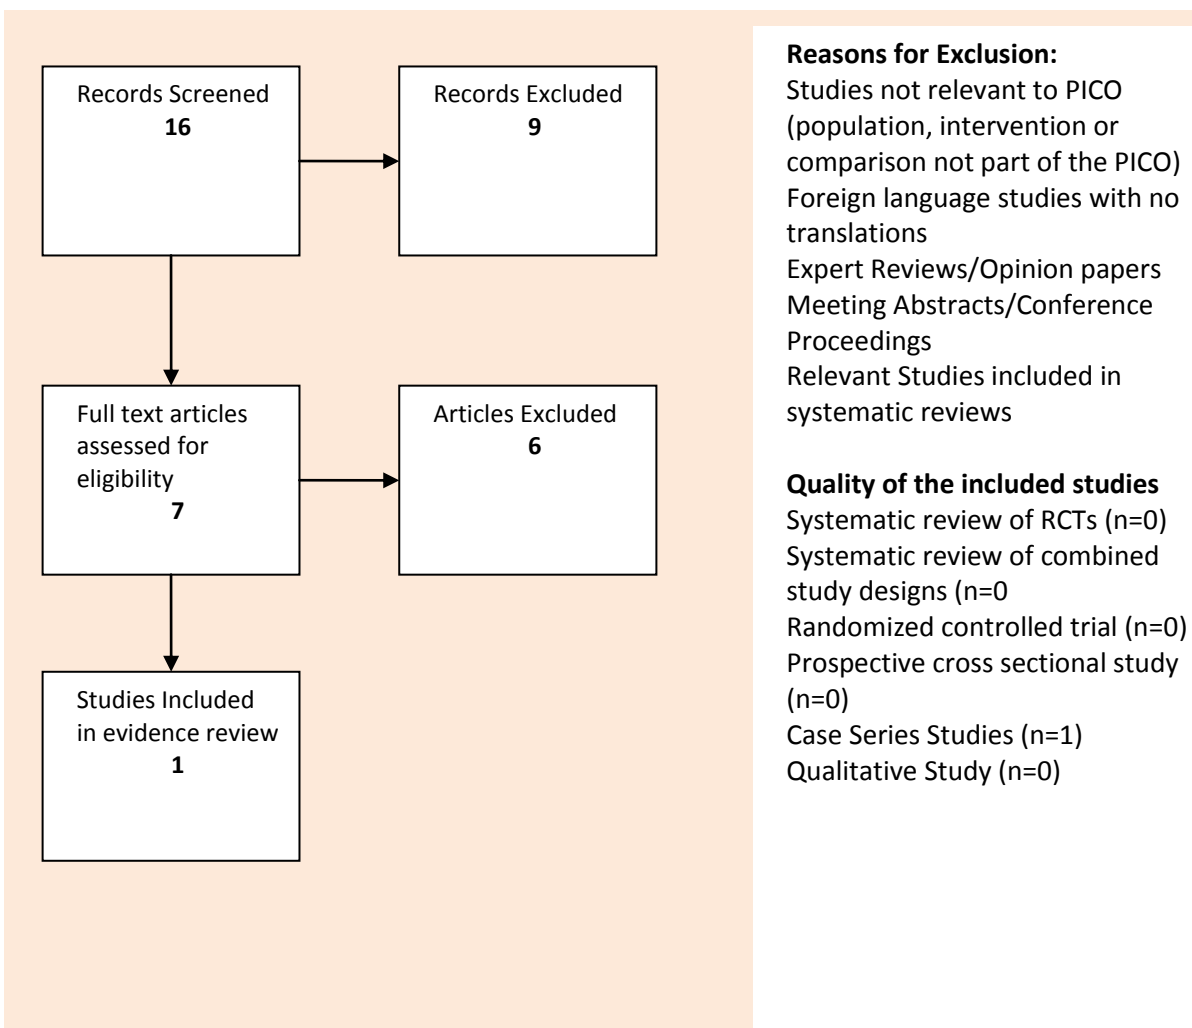 Records Screened
16
Records Excluded
9
Full text articles
assessed for
eligibility
7
Articles Excluded
6
Studies Included
in evidence review
1
Reasons for Exclusion:
Studies not relevant to PICO
(population, intervention or
comparison not part of the PICO)
Foreign language studies with no
translations
Expert Reviews/Opinion papers
Meeting Abstracts/Conference
Proceedings
Relevant Studies included in
systematic reviews
Quality of the included studies
Systematic review of RCTs (n=0)
Systematic review of combined
study designs (n=0
Randomized controlled trial (n=0)
Prospective cross sectional study
(n=0)
Case Series Studies (n=1)
Qualitative Study (n=0)